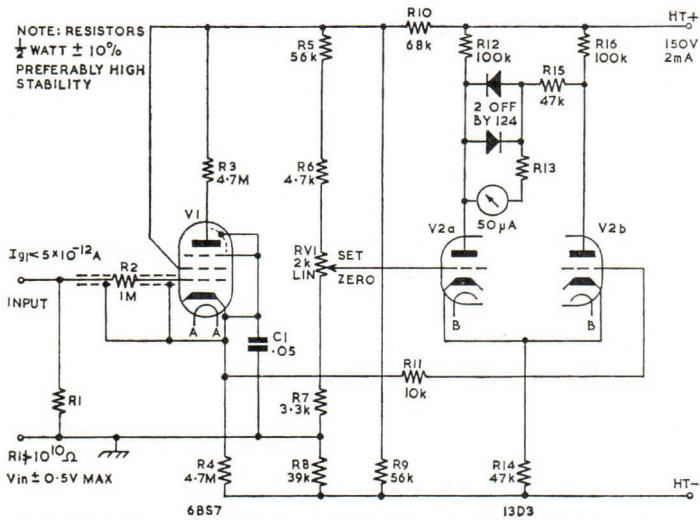 NOTE: RESISTORS
½ WATT ± 10%
PREFERABLY HIGH
STABILITY
R5
56k
R10
68k
R12
100k
R16
100k
HT+
150V
2mA
R15
47k
2 OFF
BY 124
R13
R3
4.7M
R6
4.7k
50μA
V1
V2a
V2b
Ig1<5×10⁻¹²A
R2
1M
INPUT
RV1
2k
LIN
SET
ZERO
A A
B
B
C1
.05
R11
10k
R1
R7
3.3k
R1≯10¹⁰Ω
Vin ± 0.5V MAX
R4
4.7M
R8
39k
R9
56k
R14
47k
HT-
6BS7
13D3